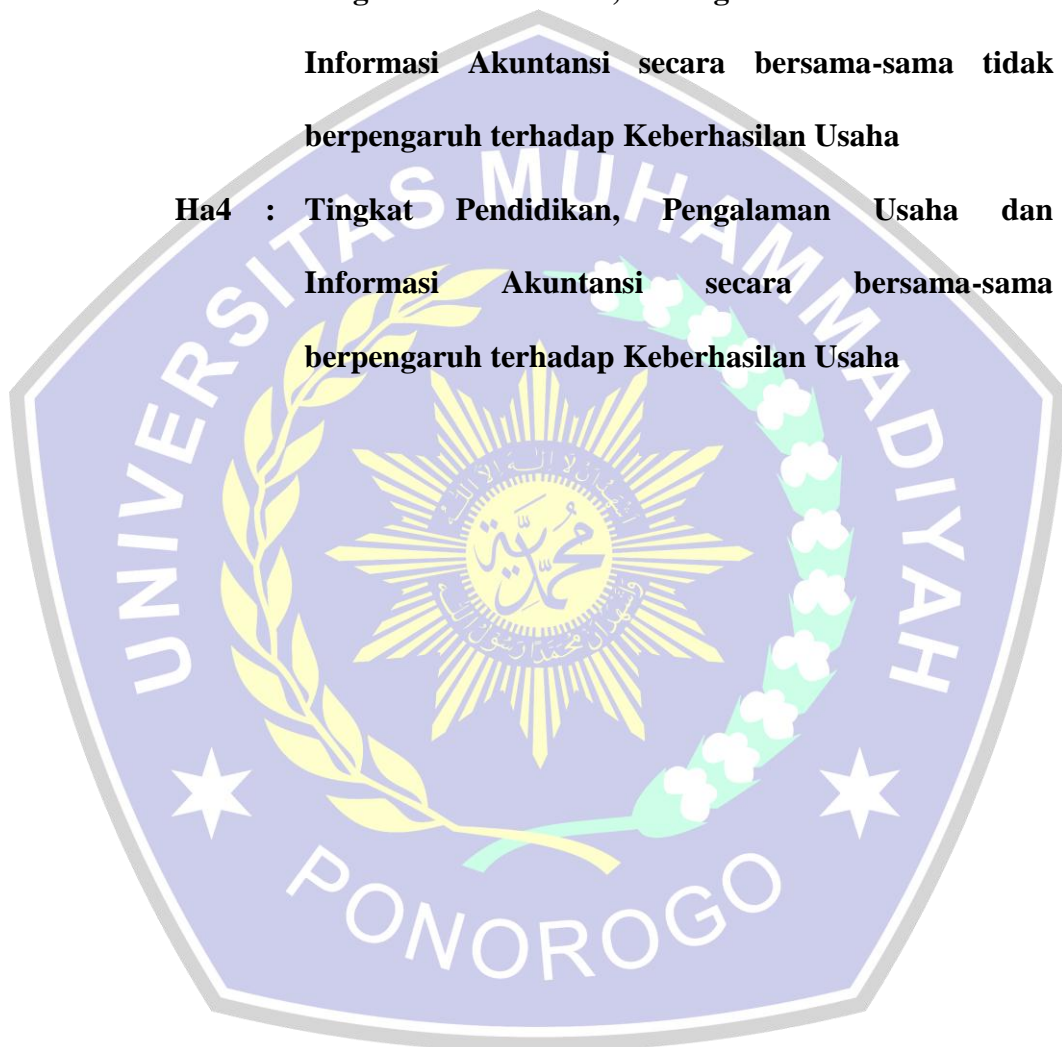 Informasi Akuntansi secara bersama-sama tidak
berpengaruh terhadap Keberhasilan Usaha
Ha4 : Tingkat Pendidikan, Pengalaman Usaha dan
Informasi Akuntansi secara bersama-sama
berpengaruh terhadap Keberhasilan Usaha
UNIVERSITAS MUHAMMADIYAH
محمدية
PONOROGO